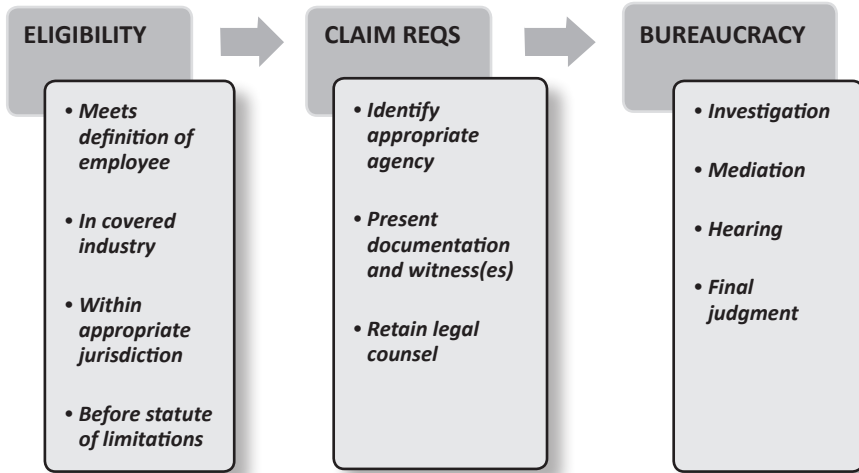 ELIGIBILITY
• Meets
definition of
employee
• In covered
industry
• Within
appropriate
jurisdiction
• Before statute
of limitations
CLAIM REQS
• Identify
appropriate
agency
• Present
documentation
and witness(es)
• Retain legal
counsel
BUREAUCRACY
• Investigation
• Mediation
• Hearing
• Final
judgment